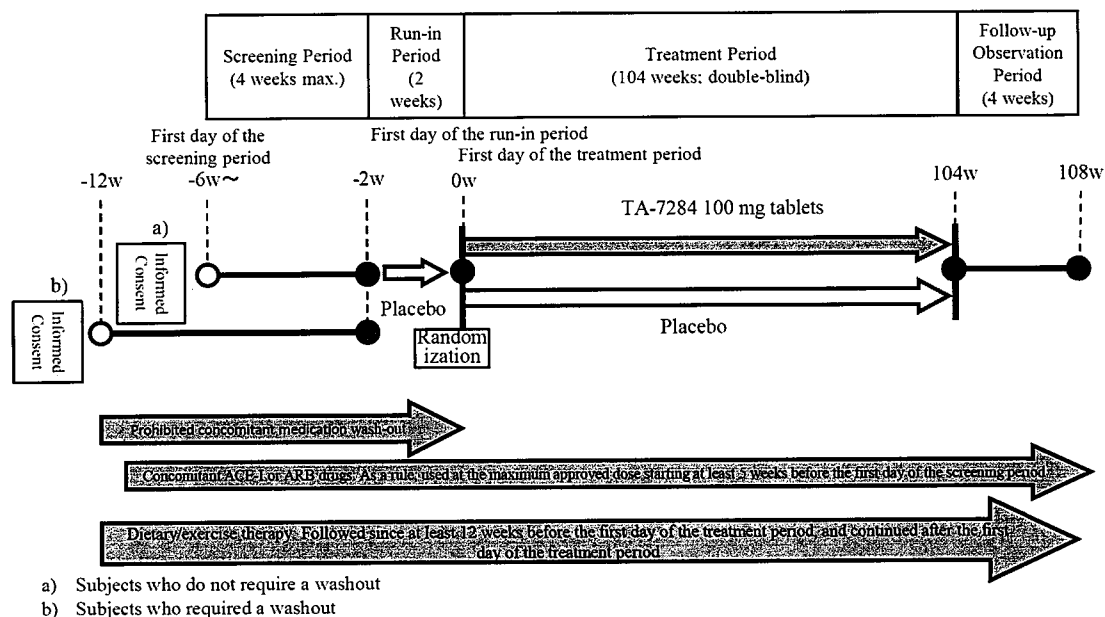 Screening Period
(4 weeks max.)
Run-in
Period
(2
weeks)
Treatment Period
(104 weeks; double-blind)
Follow-up
Observation
Period
(4 weeks)
First day of the
screening period
First day of the run-in period
First day of the treatment period
-12w
-6w~
-2w
0w
104w
108w
TA-7284 100 mg tablets
a)
Informed
Consent
b)
Informed
Consent
Placebo
Placebo
Random
ization
Prohibited concomitant medication wash-out
Concomitant ACE-I or ARB drugs: As a rule, used at the maximum approved dose starting at least 5 weeks before the first day of the screening period
Dietary/exercise therapy: Followed since at least 12 weeks before the first day of the treatment period, and continued after the first
day of the treatment period
a) Subjects who do not require a washout
b) Subjects who required a washout